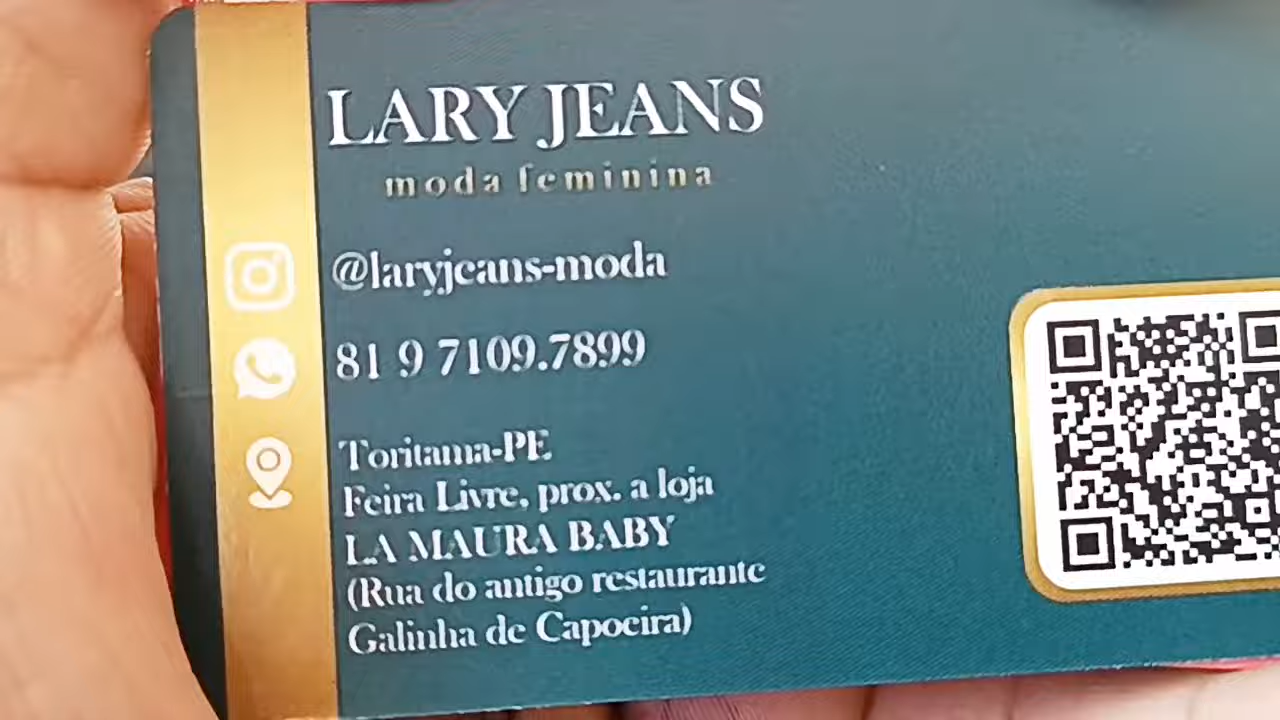 LARY JEANS
moda feminina
@laryjeans-moda
81 9 7109.7899
Toritama-PE
Feira Livre, prox. a loja
LA MAURA BABY
(Rua do antigo restaurante
Galinha de Capoeira)